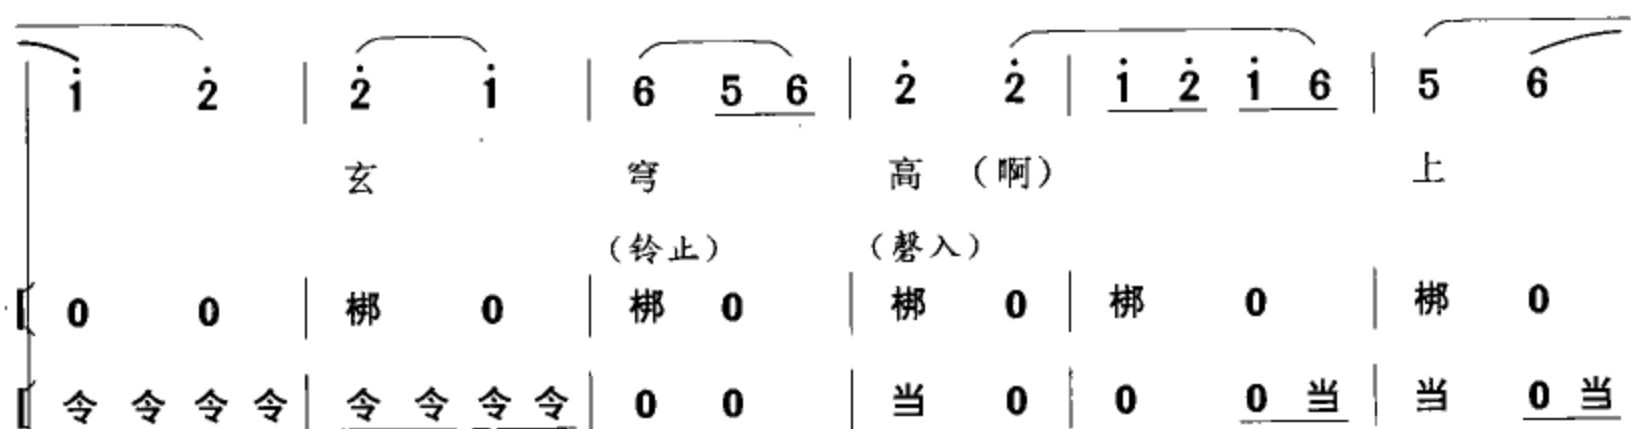 1̇ 2̇ | 2̇ 1̇ | 6 5 6 | 2̇ 2̇ | 1̇ 2̇ 1̇ 6 | 5 6
玄 穹 高 （啊） 上
（铃止） （磬入）
0 0 | 梆 0 | 梆 0 | 梆 0 | 梆 0 | 梆 0
令 令 令 令 | 令 令 令 令 | 0 0 | 当 0 | 0 0 当 | 当 0 当